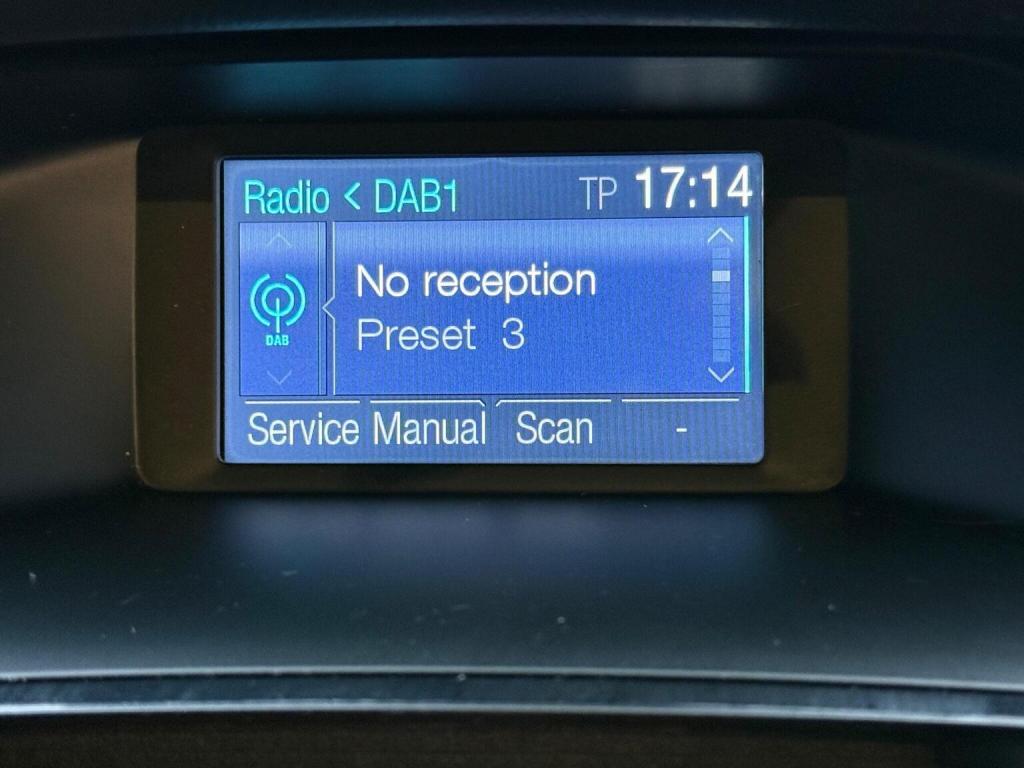 Radio < DAB1 TP 17:14
No reception
DAB
Preset 3
Service Manual Scan -